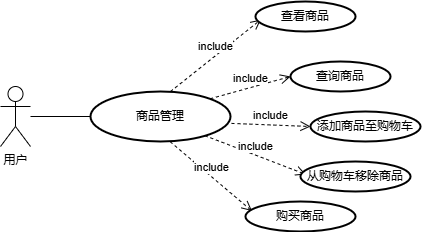 查看商品
include
include
查询商品
商品管理
include
添加商品至购物车
用户
include
从购物车移除商品
include
购买商品